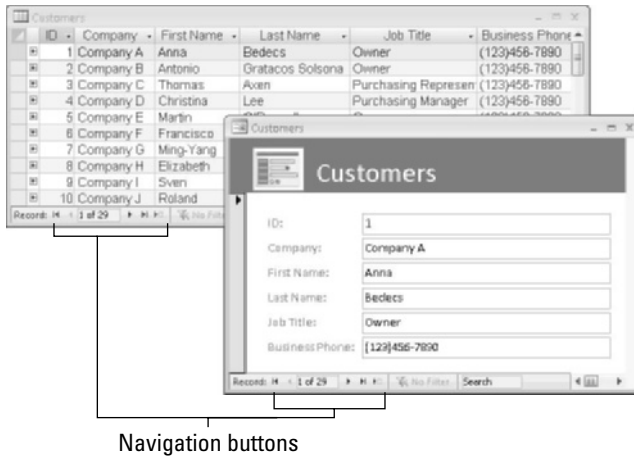 Customers
ID Company First Name Last Name Job Title Business Phone
1 Company A Anna Bedecs Owner (123)456-7890
2 Company B Antonio Gratacos Solsona Owner (123)456-7890
3 Company C Thomas Axen Purchasing Represen (123)456-7890
4 Company D Christina Lee Purchasing Manager (123)456-7890
5 Company E Martin
6 Company F Francisco
7 Company G Ming-Yang
8 Company H Elizabeth
9 Company I Sven
10 Company J Roland
Record: 1 of 29 No Filter
Customers
Customers
ID: 1
Company: Company A
First Name: Anna
Last Name: Bedecs
Job Title: Owner
Business Phone: (123)456-7890
Record: 1 of 29 No Filter Search
Navigation buttons